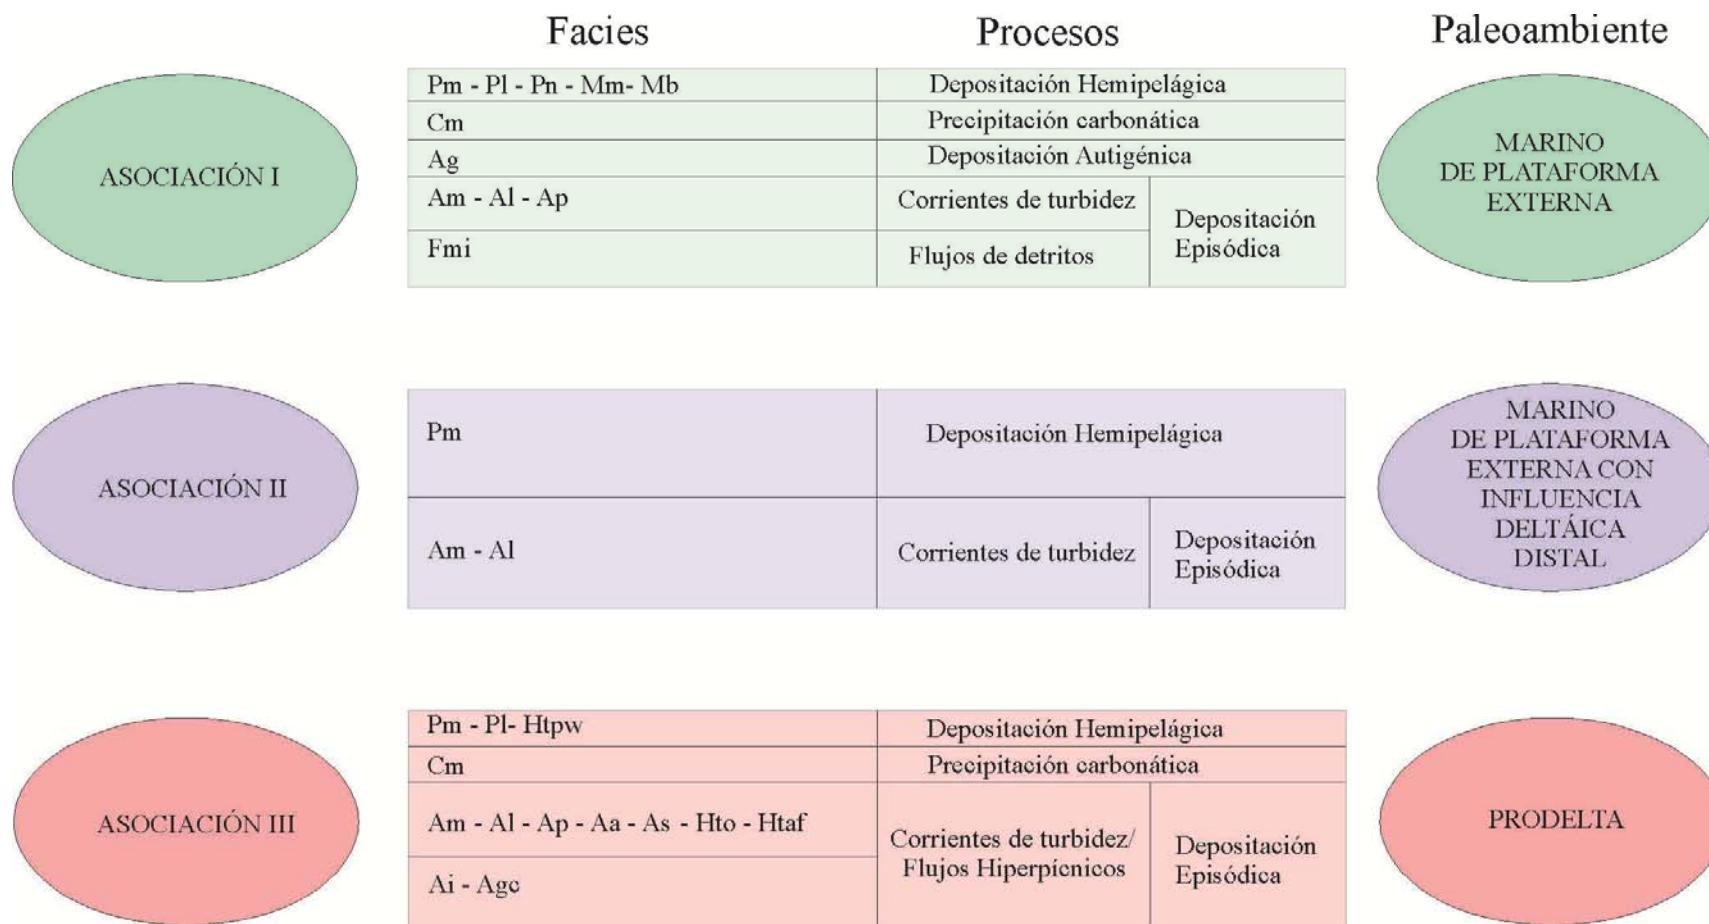 Facies
Procesos
Paleoambiente
ASOCIACIÓN I
Pm - Pl - Pn - Mm- Mb
Depositación Hemipelágica
Cm
Precipitación carbonática
Ag
Depositación Autigénica
Am - Al - Ap
Corrientes de turbidez
Fmi
Flujos de detritos
Depositación
Episódica
MARINO
DE PLATAFORMA
EXTERNA
ASOCIACIÓN II
Pm
Depositación Hemipelágica
Am - Al
Corrientes de turbidez
Depositación
Episódica
MARINO
DE PLATAFORMA
EXTERNA CON
INFLUENCIA
DELTÁICA
DISTAL
ASOCIACIÓN III
Pm - Pl- Htpw
Depositación Hemipelágica
Cm
Precipitación carbonática
Am - Al - Ap - Aa - As - Hto - Htaf
Ai - Agc
Corrientes de turbidez/
Flujos Hiperpícnicos
Depositación
Episódica
PRODELTA